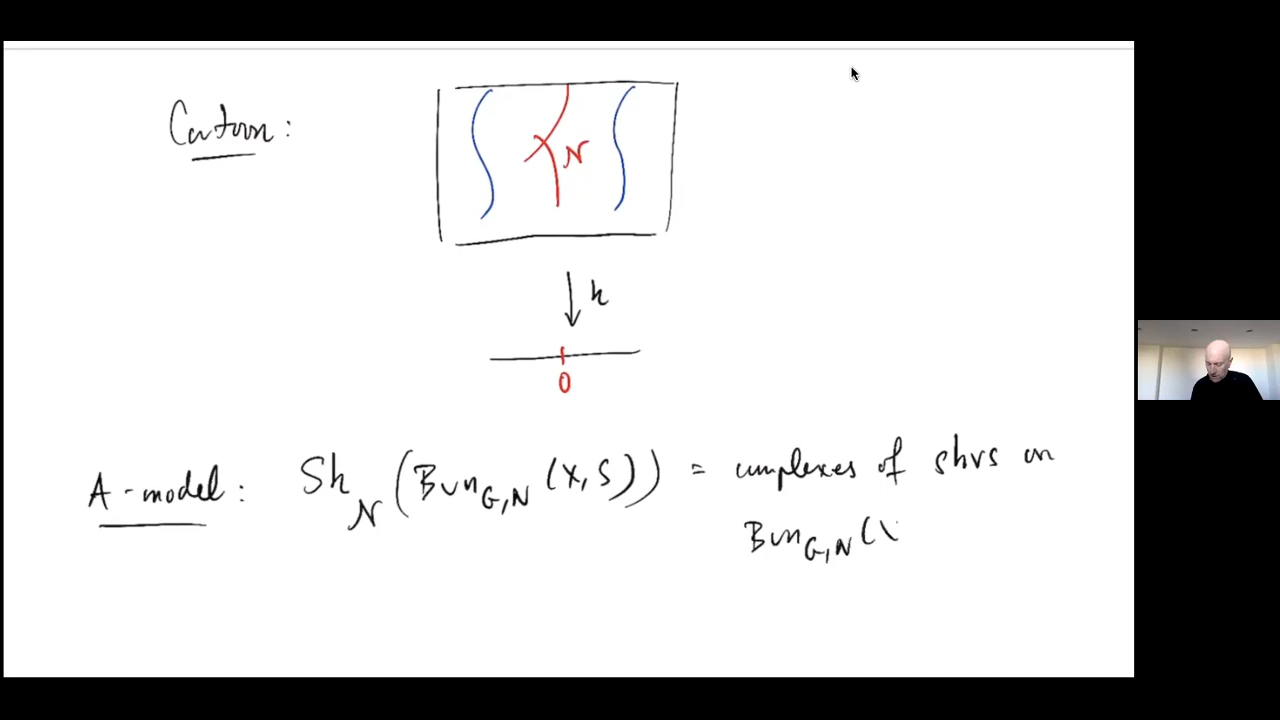 Cartoon:
N
h
0
A-model: Sh_N (Bun_{G,N} (X,S)) = complexes of shvs on
Bun_{G,N} (\